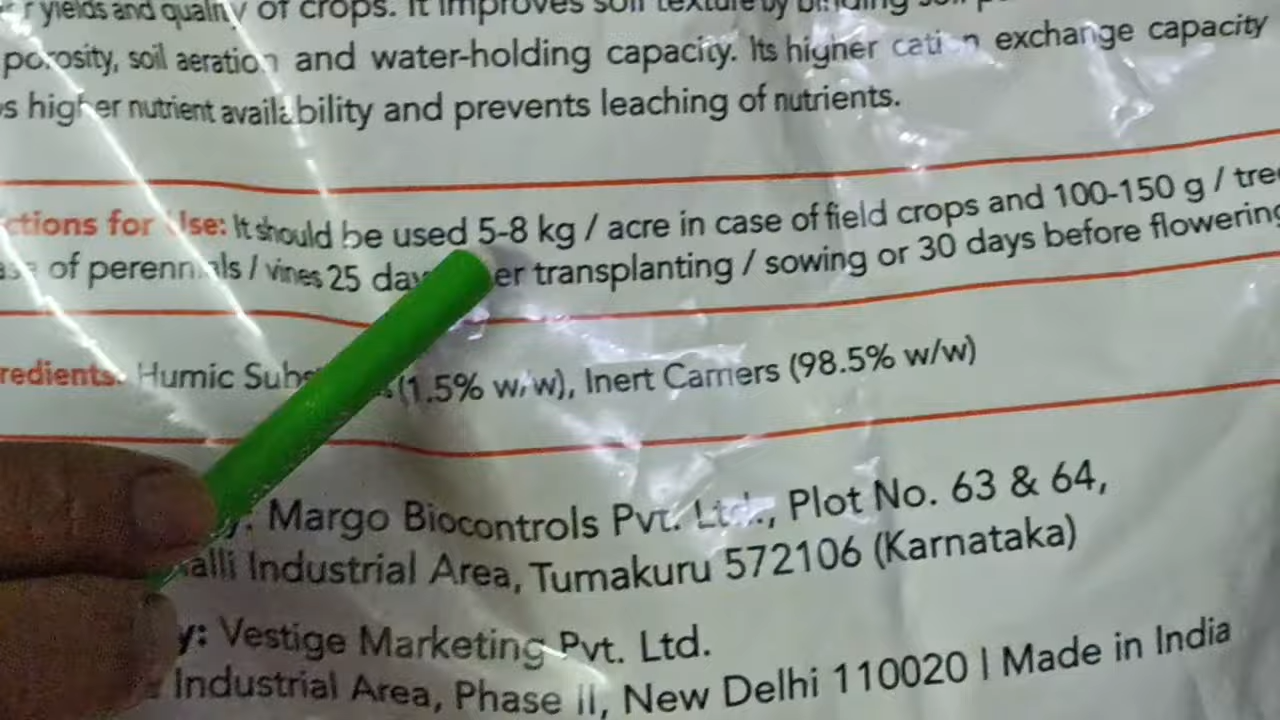 yields and quality of crops. It improves soil texture by binding soil
porosity, soil aeration and water-holding capacity. Its higher cation exchange capacity
higher nutrient availability and prevents leaching of nutrients.
ctions for Use: It should be used 5-8 kg / acre in case of field crops and 100-150 g / tree
of perennials / vines 25 days transplanting / sowing or 30 days before flowering
redients: Humic Subs (1.5% w/w), Inert Carriers (98.5% w/w)
y: Margo Biocontrols Pvt. Ltd., Plot No. 63 & 64,
alli Industrial Area, Tumakuru 572106 (Karnataka)
y: Vestige Marketing Pvt. Ltd.
Industrial Area, Phase II, New Delhi 110020 | Made in India